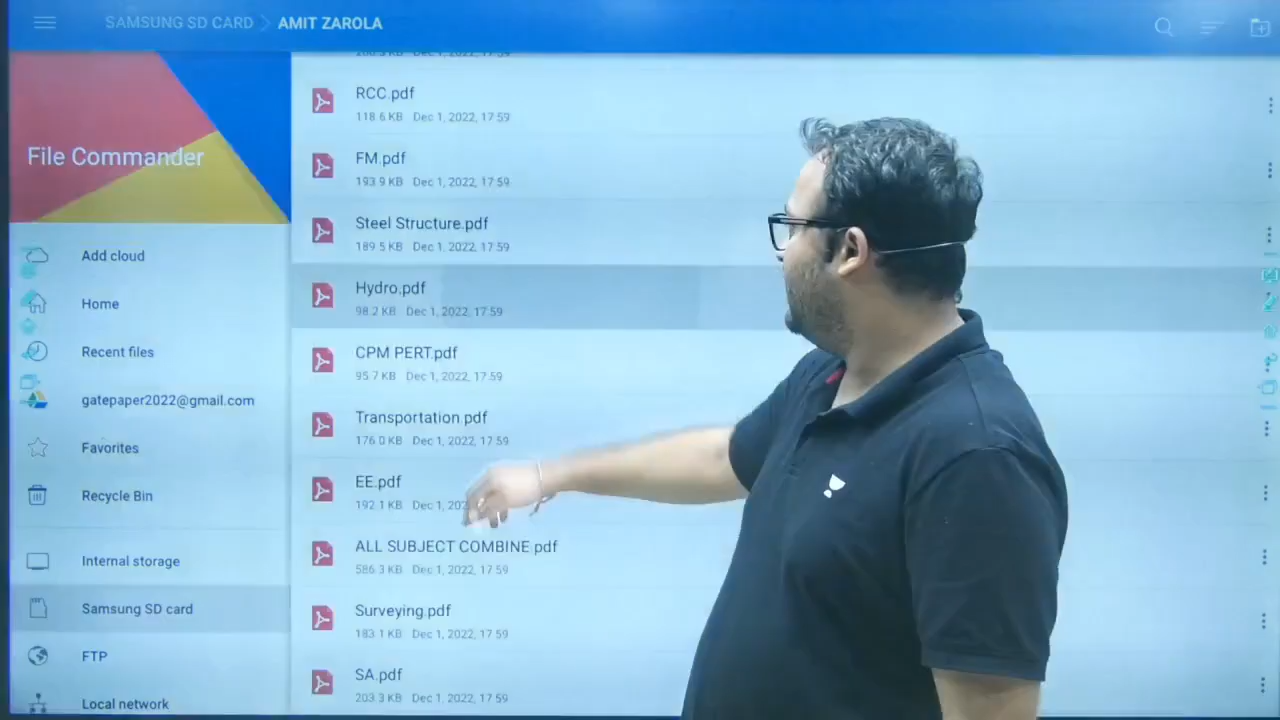 SAMSUNG SD CARD > AMIT ZAROLA
File Commander
Add cloud
Home
Recent files
gatepaper2022@gmail.com
Favorites
Recycle Bin
Internal storage
Samsung SD card
FTP
Local network
RCC.pdf
118.6 KB Dec 1, 2022, 17:59
FM.pdf
193.9 KB Dec 1, 2022, 17:59
Steel Structure.pdf
189.5 KB Dec 1, 2022, 17:59
Hydro.pdf
98.2 KB Dec 1, 2022, 17:59
CPM PERT.pdf
95.7 KB Dec 1, 2022, 17:59
Transportation.pdf
176.0 KB Dec 1, 2022, 17:59
EE.pdf
192.1 KB Dec 1,
ALL SUBJECT COMBINE.pdf
586.3 KB Dec 1, 2022, 17:59
Surveying.pdf
183.1 KB Dec 1, 2022, 17:59
SA.pdf
203.3 KB Dec 1, 2022, 17:59